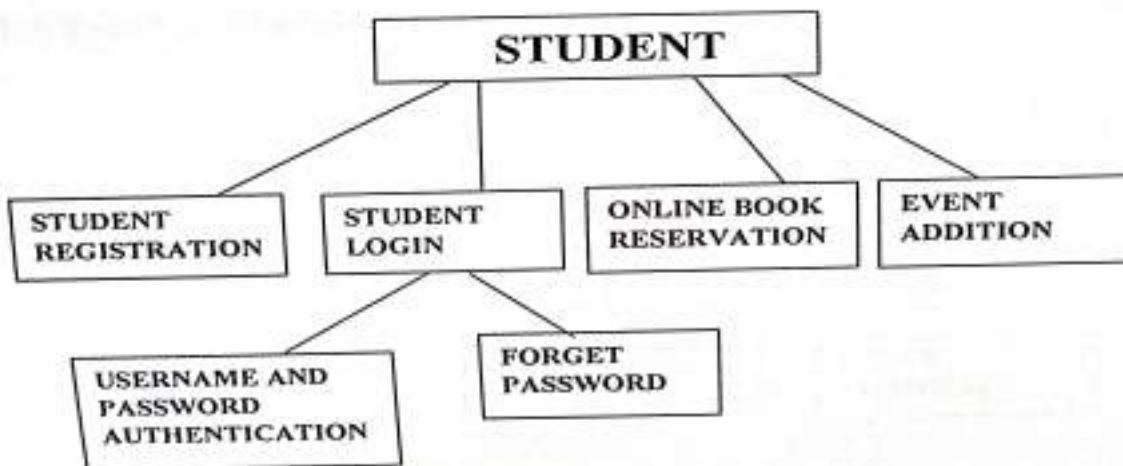 STUDENT
STUDENT
REGISTRATION
STUDENT
LOGIN
ONLINE BOOK
RESERVATION
EVENT
ADDITION
USERNAME AND
PASSWORD
AUTHENTICATION
FORGET
PASSWORD